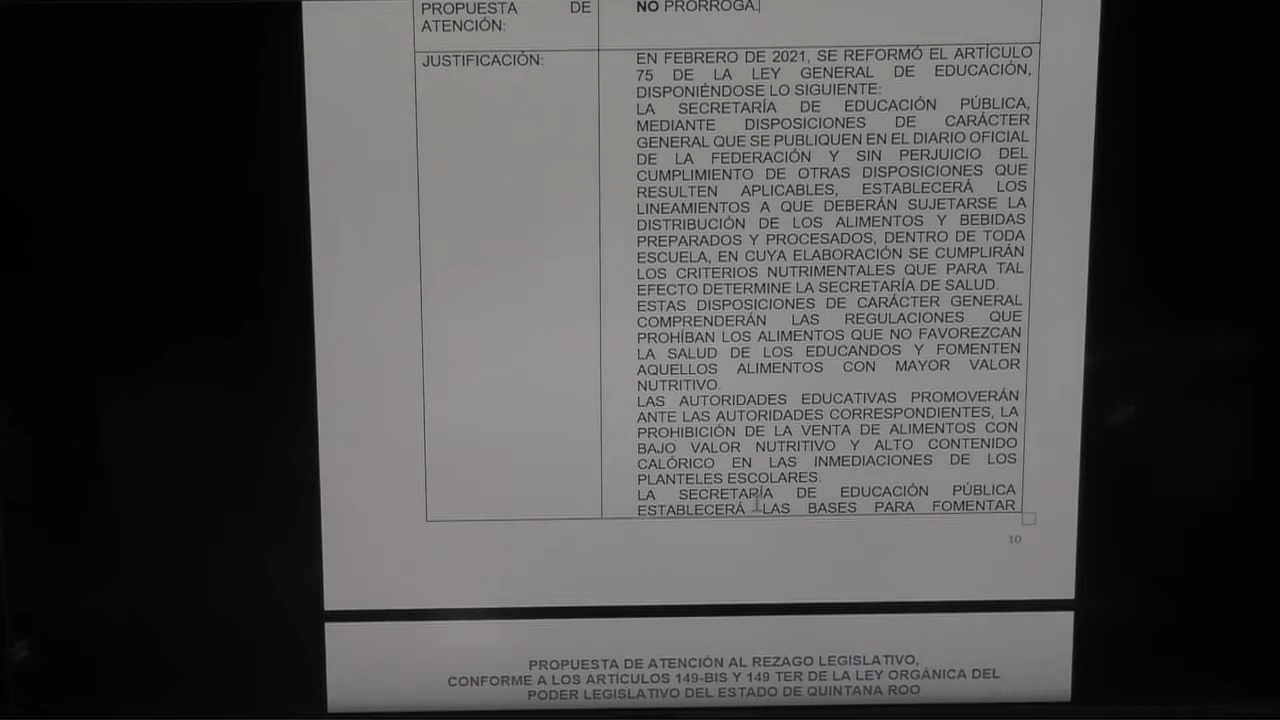 PROPUESTA DE
ATENCIÓN:
NO PRÓRROGA.
JUSTIFICACIÓN:
EN FEBRERO DE 2021, SE REFORMÓ EL ARTÍCULO
75 DE LA LEY GENERAL DE EDUCACIÓN,
DISPONIÉNDOSE LO SIGUIENTE:
LA SECRETARÍA DE EDUCACIÓN PÚBLICA,
MEDIANTE DISPOSICIONES DE CARÁCTER
GENERAL QUE SE PUBLIQUEN EN EL DIARIO OFICIAL
DE LA FEDERACIÓN Y SIN PERJUICIO DEL
CUMPLIMIENTO DE OTRAS DISPOSICIONES QUE
RESULTEN APLICABLES, ESTABLECERÁ LOS
LINEAMIENTOS A QUE DEBERÁN SUJETARSE LA
DISTRIBUCIÓN DE LOS ALIMENTOS Y BEBIDAS
PREPARADOS Y PROCESADOS, DENTRO DE TODA
ESCUELA, EN CUYA ELABORACIÓN SE CUMPLIRÁN
LOS CRITERIOS NUTRIMENTALES QUE PARA TAL
EFECTO DETERMINE LA SECRETARÍA DE SALUD.
ESTAS DISPOSICIONES DE CARÁCTER GENERAL
COMPRENDERÁN LAS REGULACIONES QUE
PROHÍBAN LOS ALIMENTOS QUE NO FAVOREZCAN
LA SALUD DE LOS EDUCANDOS Y FOMENTEN
AQUELLOS ALIMENTOS CON MAYOR VALOR
NUTRITIVO.
LAS AUTORIDADES EDUCATIVAS PROMOVERÁN
ANTE LAS AUTORIDADES CORRESPONDIENTES, LA
PROHIBICIÓN DE LA VENTA DE ALIMENTOS CON
BAJO VALOR NUTRITIVO Y ALTO CONTENIDO
CALÓRICO EN LAS INMEDIACIONES DE LOS
PLANTELES ESCOLARES.
LA SECRETARÍA DE EDUCACIÓN PÚBLICA
ESTABLECERÁ LAS BASES PARA FOMENTAR
10
PROPUESTA DE ATENCIÓN AL REZAGO LEGISLATIVO,
CONFORME A LOS ARTÍCULOS 149-BIS Y 149 TER DE LA LEY ORGÁNICA DEL
PODER LEGISLATIVO DEL ESTADO DE QUINTANA ROO